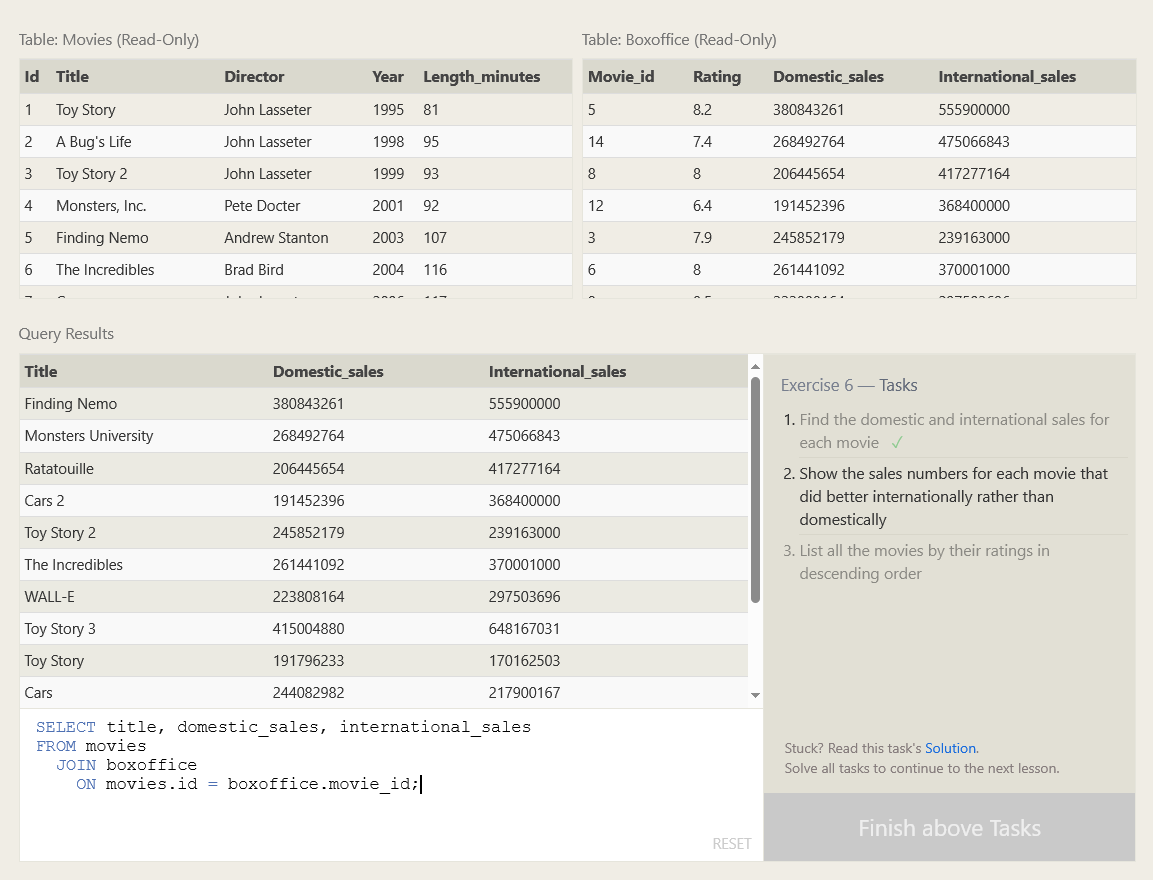 Table: Movies (Read-Only)
Id Title Director Year Length_minutes
1 Toy Story John Lasseter 1995 81
2 A Bug's Life John Lasseter 1998 95
3 Toy Story 2 John Lasseter 1999 93
4 Monsters, Inc. Pete Docter 2001 92
5 Finding Nemo Andrew Stanton 2003 107
6 The Incredibles Brad Bird 2004 116
Table: Boxoffice (Read-Only)
Movie_id Rating Domestic_sales International_sales
5 8.2 380843261 555900000
14 7.4 268492764 475066843
8 8 206445654 417277164
12 6.4 191452396 368400000
3 7.9 245852179 239163000
6 8 261441092 370001000
Query Results
Title Domestic_sales International_sales
Finding Nemo 380843261 555900000
Monsters University 268492764 475066843
Ratatouille 206445654 417277164
Cars 2 191452396 368400000
Toy Story 2 245852179 239163000
The Incredibles 261441092 370001000
WALL-E 223808164 297503696
Toy Story 3 415004880 648167031
Toy Story 191796233 170162503
Cars 244082982 217900167
SELECT title, domestic_sales, international_sales
FROM movies
JOIN boxoffice
ON movies.id = boxoffice.movie_id;
RESET
Exercise 6 — Tasks
1. Find the domestic and international sales for
each movie ✓
2. Show the sales numbers for each movie that
did better internationally rather than
domestically
3. List all the movies by their ratings in
descending order
Stuck? Read this task's Solution.
Solve all tasks to continue to the next lesson.
Finish above Tasks